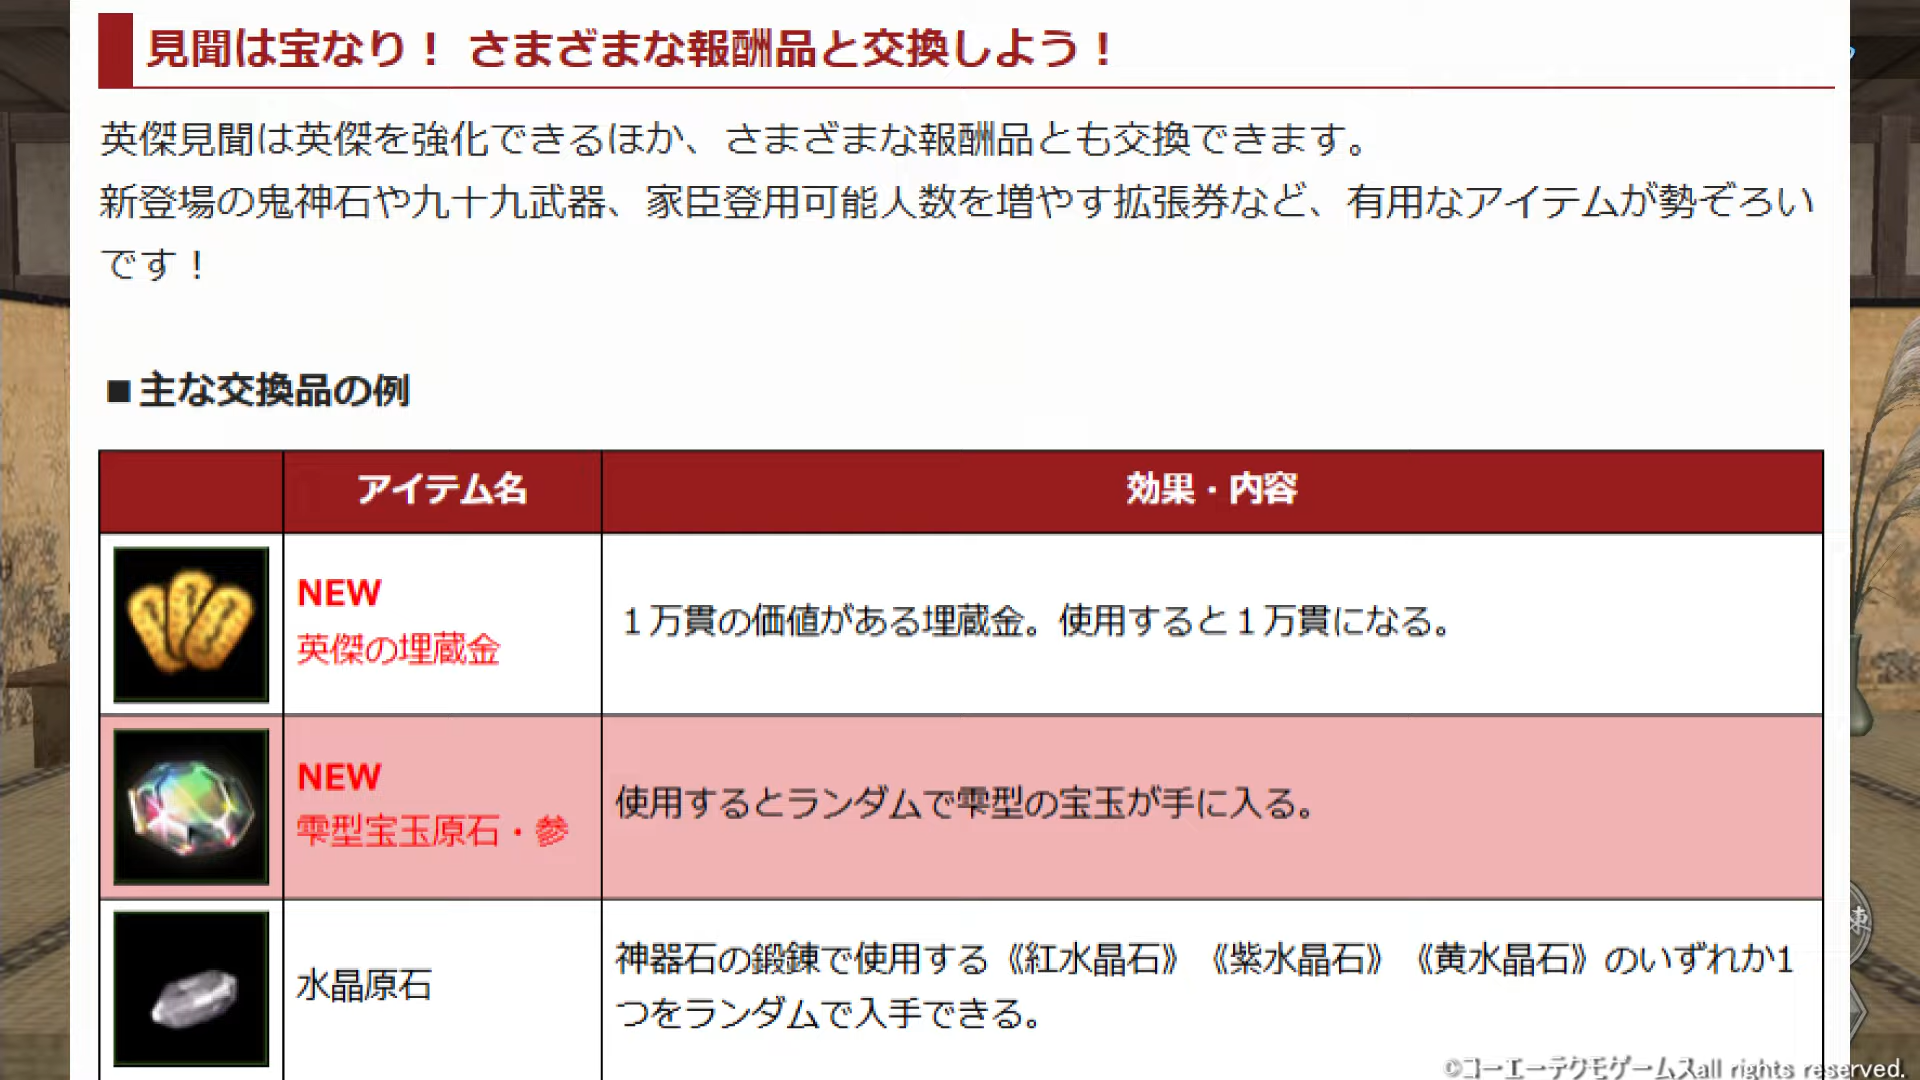 見聞は宝なり！ さまざまな報酬品と交換しよう！
英傑見聞は英傑を強化できるほか、さまざまな報酬品とも交換できます。
新登場の鬼神石や九十九武器、家臣登用可能人数を増やす拡張券など、有用なアイテムが勢ぞろい
です！
■主な交換品の例
アイテム名
効果・内容
NEW
英傑の埋蔵金
１万貫の価値がある埋蔵金。使用すると１万貫になる。
NEW
雫型宝玉原石・参
使用するとランダムで雫型の宝玉が手に入る。
水晶原石
神器石の鍛錬で使用する《紅水晶石》《紫水晶石》《黄水晶石》のいずれか1
つをランダムで入手できる。
©コーエーテクモゲームスall rights reserved.